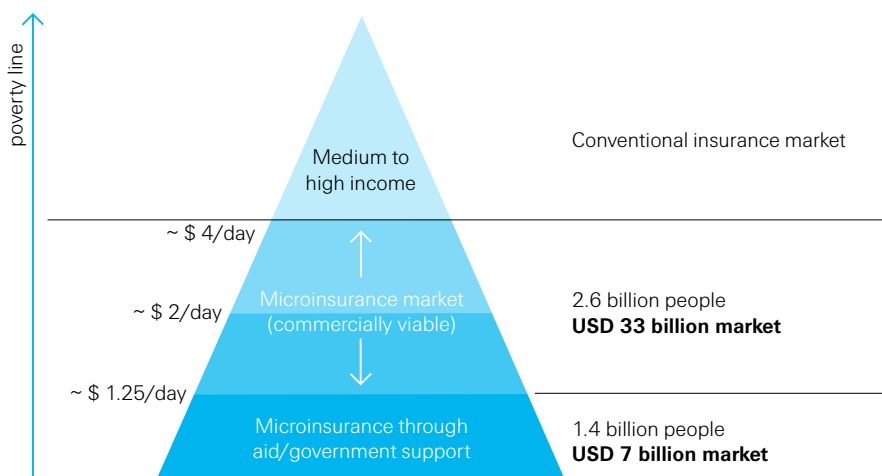 poverty line
Medium to
high income
Conventional insurance market
~ $ 4/day
Microinsurance market
(commercially viable)
~ $ 2/day
2.6 billion people
USD 33 billion market
~ $ 1.25/day
Microinsurance through
aid/government support
1.4 billion people
USD 7 billion market